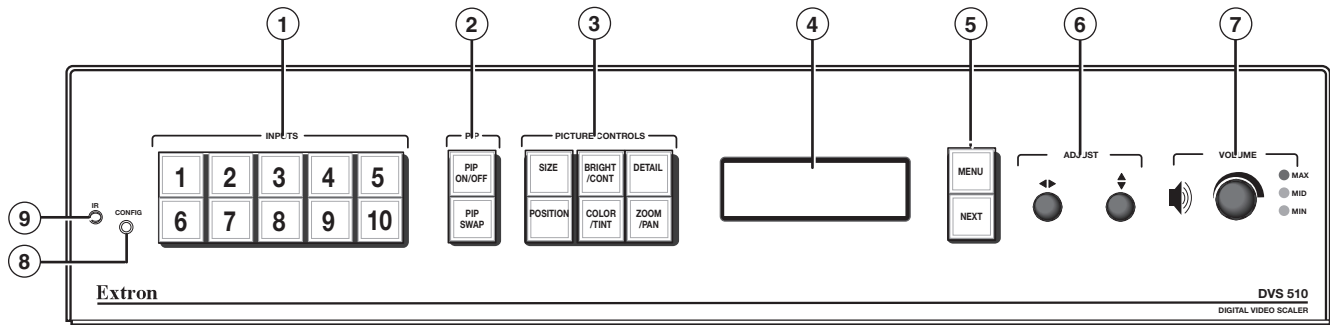 1
2
3
4
5
6
7
INPUTS
1 2 3 4 5
6 7 8 9 10
PIP
PIP ON/OFF
PIP SWAP
PICTURE CONTROLS
SIZE
BRIGHT /CONT
DETAIL
POSITION
COLOR /TINT
ZOOM /PAN
MENU
NEXT
ADJUST
VOLUME
MAX
MID
MIN
9
IR
CONFIG
8
Extron
DVS 510
DIGITAL VIDEO SCALER